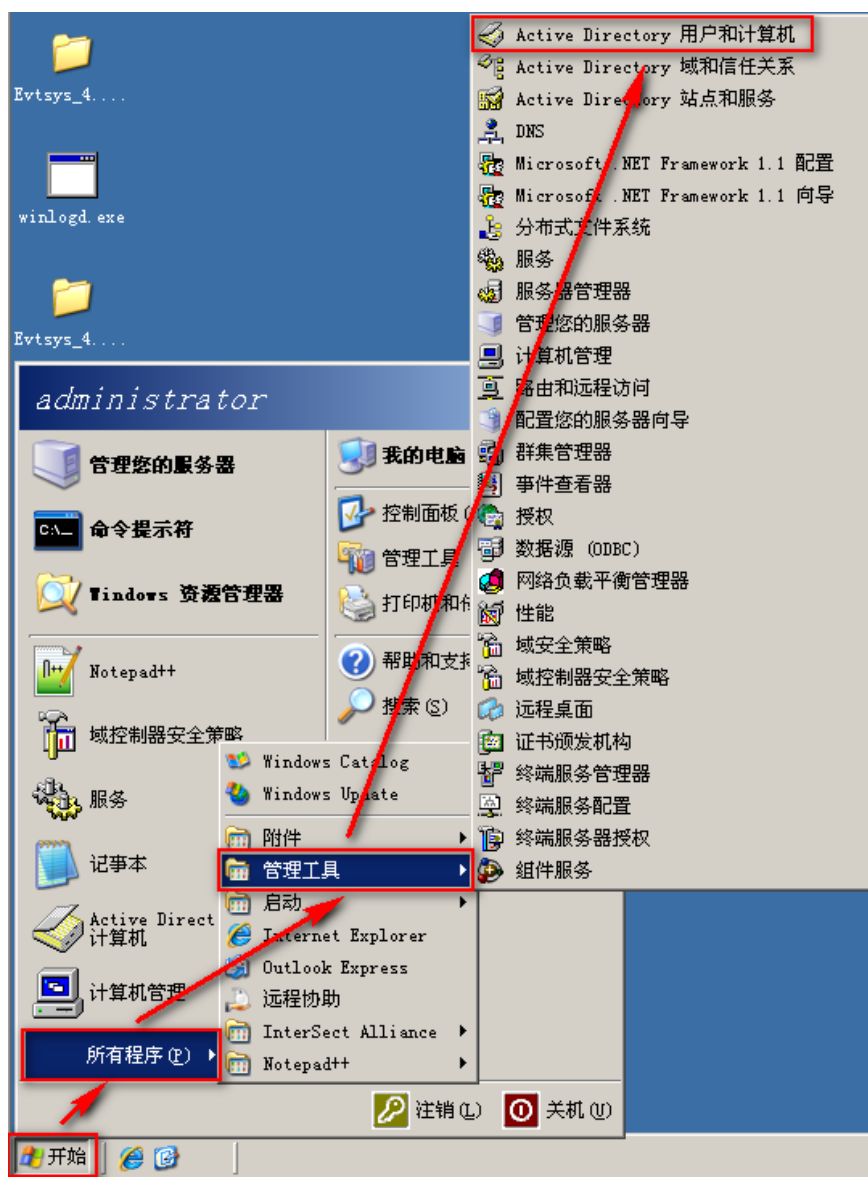 Evtsys_4....
winlogd.exe
Evtsys_4....
administrator
管理您的服务器
命令提示符
C:\_
Windows 资源管理器
Notepad++
域控制器安全策略
服务
记事本
Active Direct
计算机
计算机管理
所有程序(P)
我的电脑
控制面板(
管理工具
打印机和
帮助和支持
搜索(S)
Windows Catalog
Windows Update
附件
管理工具
启动
Internet Explorer
Outlook Express
远程协助
InterSect Alliance
Notepad++
Active Directory 用户和计算机
Active Directory 域和信任关系
Active Directory 站点和服务
DNS
Microsoft .NET Framework 1.1 配置
Microsoft .NET Framework 1.1 向导
分布式文件系统
服务
服务器管理器
管理您的服务器
计算机管理
路由和远程访问
配置您的服务器向导
群集管理器
事件查看器
授权
数据源 (ODBC)
网络负载平衡管理器
性能
域安全策略
域控制器安全策略
远程桌面
证书颁发机构
终端服务管理器
终端服务配置
终端服务器授权
组件服务
注销(L)
关机(U)
开始